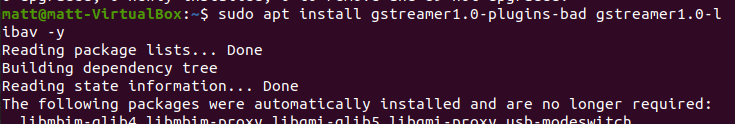 matt@matt-VirtualBox:~$ sudo apt install gstreamer1.0-plugins-bad gstreamer1.0-l
ibav -y
Reading package lists... Done
Building dependency tree
Reading state information... Done
The following packages were automatically installed and are no longer required:
libmbim-glib4 libmbim-proxy libqmi-glib5 libqmi-proxy usb-modeswitch